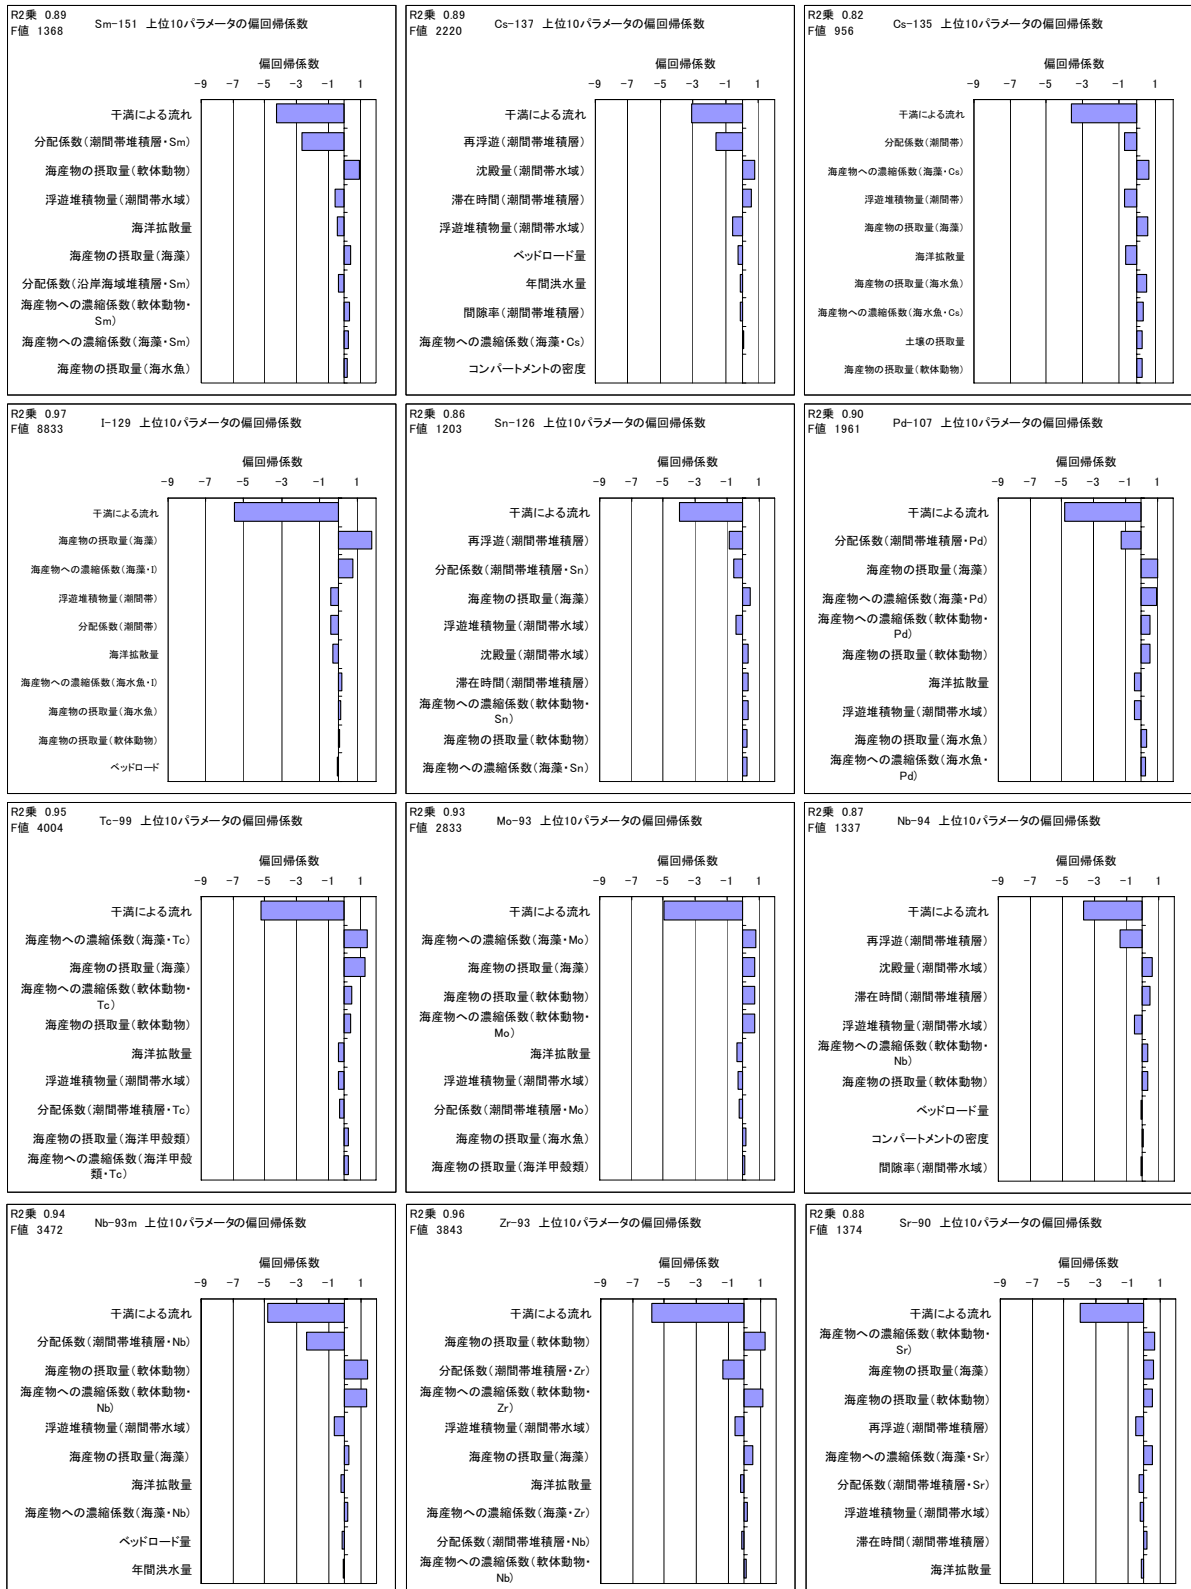 R2乗 0.89
F値 1368
Sm-151 上位10パラメータの偏回帰係数
偏回帰係数
-9 -7 -5 -3 -1 1
干満による流れ
分配係数(潮間帯堆積層・Sm)
海産物の摂取量(軟体動物)
浮遊堆積物量(潮間帯水域)
海洋拡散量
海産物の摂取量(海藻)
分配係数(沿岸海域堆積層・Sm)
海産物への濃縮係数(軟体動物・
Sm)
海産物への濃縮係数(海藻・Sm)
海産物の摂取量(海水魚)
R2乗 0.89
F値 2220
Cs-137 上位10パラメータの偏回帰係数
偏回帰係数
-9 -7 -5 -3 -1 1
干満による流れ
再浮遊(潮間帯堆積層)
沈殿量(潮間帯水域)
滞在時間(潮間帯堆積層)
浮遊堆積物量(潮間帯水域)
ベッドロード量
年間洪水量
間隙率(潮間帯堆積層)
海産物への濃縮係数(海藻・Cs)
コンパートメントの密度
R2乗 0.82
F値 956
Cs-135 上位10パラメータの偏回帰係数
偏回帰係数
-9 -7 -5 -3 -1 1
干満による流れ
分配係数(潮間帯)
海産物への濃縮係数(海藻・Cs)
浮遊堆積物量(潮間帯)
海産物の摂取量(海藻)
海洋拡散量
海産物の摂取量(海水魚)
海産物への濃縮係数(海水魚・Cs)
土壌の摂取量
海産物の摂取量(軟体動物)
R2乗 0.97
F値 8833
I-129 上位10パラメータの偏回帰係数
偏回帰係数
-9 -7 -5 -3 -1 1
干満による流れ
海産物の摂取量(海藻)
海産物への濃縮係数(海藻・I)
浮遊堆積物量(潮間帯)
分配係数(潮間帯)
海洋拡散量
海産物への濃縮係数(海水魚・I)
海産物の摂取量(海水魚)
海産物の摂取量(軟体動物)
ベッドロード
R2乗 0.86
F値 1203
Sn-126 上位10パラメータの偏回帰係数
偏回帰係数
-9 -7 -5 -3 -1 1
干満による流れ
再浮遊(潮間帯堆積層)
分配係数(潮間帯堆積層・Sn)
海産物の摂取量(海藻)
浮遊堆積物量(潮間帯水域)
沈殿量(潮間帯水域)
滞在時間(潮間帯堆積層)
海産物への濃縮係数(軟体動物・
Sn)
海産物の摂取量(軟体動物)
海産物への濃縮係数(海藻・Sn)
R2乗 0.90
F値 1961
Pd-107 上位10パラメータの偏回帰係数
偏回帰係数
-9 -7 -5 -3 -1 1
干満による流れ
分配係数(潮間帯堆積層・Pd)
海産物の摂取量(海藻)
海産物への濃縮係数(海藻・Pd)
海産物への濃縮係数(軟体動物・
Pd)
海産物の摂取量(軟体動物)
海洋拡散量
浮遊堆積物量(潮間帯水域)
海産物の摂取量(海水魚)
海産物への濃縮係数(海水魚・
Pd)
R2乗 0.95
F値 4004
Tc-99 上位10パラメータの偏回帰係数
偏回帰係数
-9 -7 -5 -3 -1 1
干満による流れ
海産物への濃縮係数(海藻・Tc)
海産物の摂取量(海藻)
海産物への濃縮係数(軟体動物・
Tc)
海産物の摂取量(軟体動物)
海洋拡散量
浮遊堆積物量(潮間帯水域)
分配係数(潮間帯堆積層・Tc)
海産物の摂取量(海洋甲殻類)
海産物への濃縮係数(海洋甲殻
類・Tc)
R2乗 0.93
F値 2833
Mo-93 上位10パラメータの偏回帰係数
偏回帰係数
-9 -7 -5 -3 -1 1
干満による流れ
海産物への濃縮係数(海藻・Mo)
海産物の摂取量(海藻)
海産物の摂取量(軟体動物)
海産物への濃縮係数(軟体動物・
Mo)
海洋拡散量
浮遊堆積物量(潮間帯水域)
分配係数(潮間帯堆積層・Mo)
海産物の摂取量(海水魚)
海産物の摂取量(海洋甲殻類)
R2乗 0.87
F値 1337
Nb-94 上位10パラメータの偏回帰係数
偏回帰係数
-9 -7 -5 -3 -1 1
干満による流れ
再浮遊(潮間帯堆積層)
沈殿量(潮間帯水域)
滞在時間(潮間帯堆積層)
浮遊堆積物量(潮間帯水域)
海産物への濃縮係数(軟体動物・
Nb)
海産物の摂取量(軟体動物)
ベッドロード量
コンパートメントの密度
間隙率(潮間帯水域)
R2乗 0.94
F値 3472
Nb-93m 上位10パラメータの偏回帰係数
偏回帰係数
-9 -7 -5 -3 -1 1
干満による流れ
分配係数(潮間帯堆積層・Nb)
海産物の摂取量(軟体動物)
海産物への濃縮係数(軟体動物・
Nb)
浮遊堆積物量(潮間帯水域)
海産物の摂取量(海藻)
海洋拡散量
海産物への濃縮係数(海藻・Nb)
ベッドロード量
年間洪水量
R2乗 0.96
F値 3843
Zr-93 上位10パラメータの偏回帰係数
偏回帰係数
-9 -7 -5 -3 -1 1
干満による流れ
海産物の摂取量(軟体動物)
分配係数(潮間帯堆積層・Zr)
海産物への濃縮係数(軟体動物・
Zr)
浮遊堆積物量(潮間帯水域)
海産物の摂取量(海藻)
海洋拡散量
海産物への濃縮係数(海藻・Zr)
分配係数(潮間帯堆積層・Nb)
海産物への濃縮係数(軟体動物・
Nb)
R2乗 0.88
F値 1374
Sr-90 上位10パラメータの偏回帰係数
偏回帰係数
-9 -7 -5 -3 -1 1
干満による流れ
海産物への濃縮係数(軟体動物・
Sr)
海産物の摂取量(海藻)
海産物の摂取量(軟体動物)
再浮遊(潮間帯堆積層)
海産物への濃縮係数(海藻・Sr)
分配係数(潮間帯堆積層・Sr)
浮遊堆積物量(潮間帯水域)
滞在時間(潮間帯堆積層)
海洋拡散量